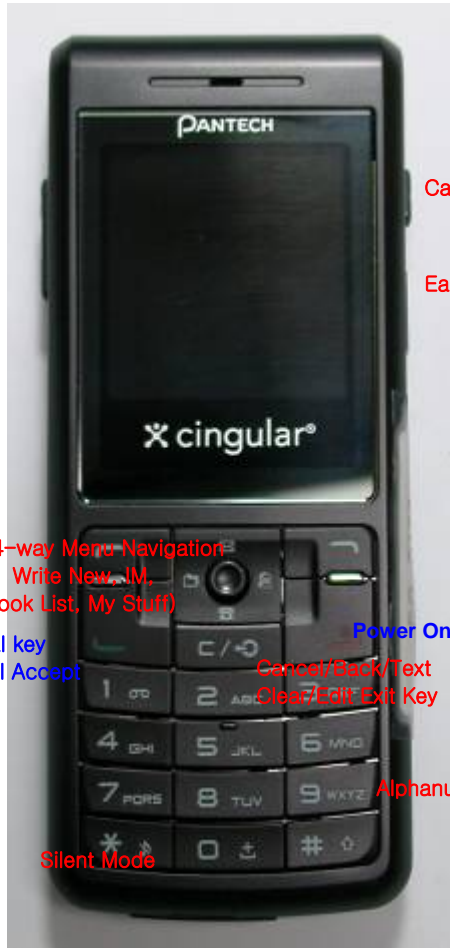 PANTECH
Ca
Ea
cingular®
4-way Menu Navigation
Write New, IM,
ook List, My Stuff)
Power On
l key
l Accept
C /
Cancel/Back/Text
Clear/Edit Exit Key
1
2 ABC
4 GHI 5 JKL 6 MNO
7 PQRS 8 TUV 9 WXYZ
Alphanu
* 0 #
Silent Mode